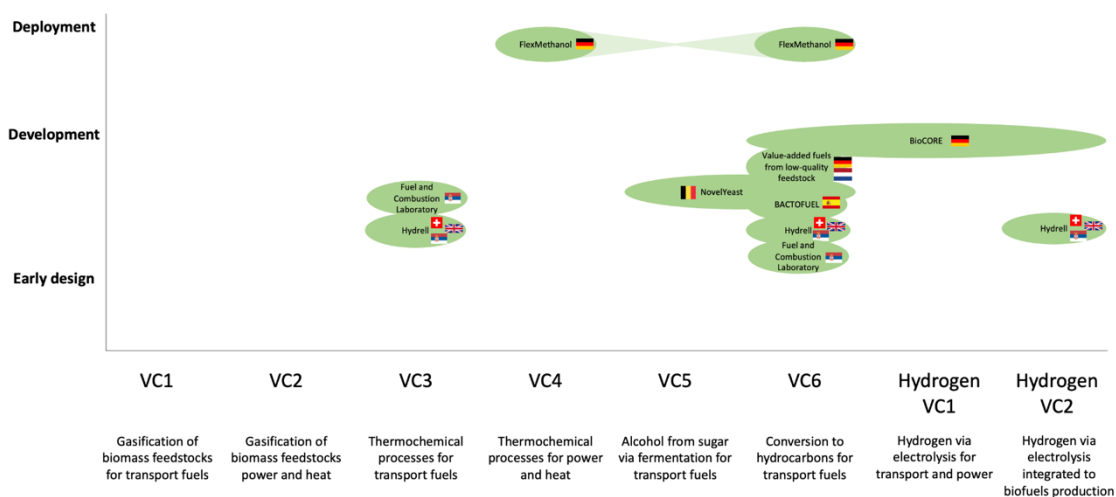 Deployment
FlexMethanol
FlexMethanol
Development
BioCORE
Value-added fuels
from low-quality
feedstock
NovelYeast
BACTOFUEL
Fuel and
Combustion
Laboratory
Hydrell
Hydrell
Hydrell
Fuel and
Combustion
Laboratory
Early design
VC1
VC2
VC3
VC4
VC5
VC6
Hydrogen
VC1
Hydrogen
VC2
Gasification of
biomass feedstocks
for transport fuels
Gasification of
biomass feedstocks
power and heat
Thermochemical
processes for
transport fuels
Thermochemical
processes for power
and heat
Alcohol from sugar
via fermentation for
transport fuels
Conversion to
hydrocarbons for
transport fuels
Hydrogen via
electrolysis for
transport and power
Hydrogen via
electrolysis
integrated to
biofuels production